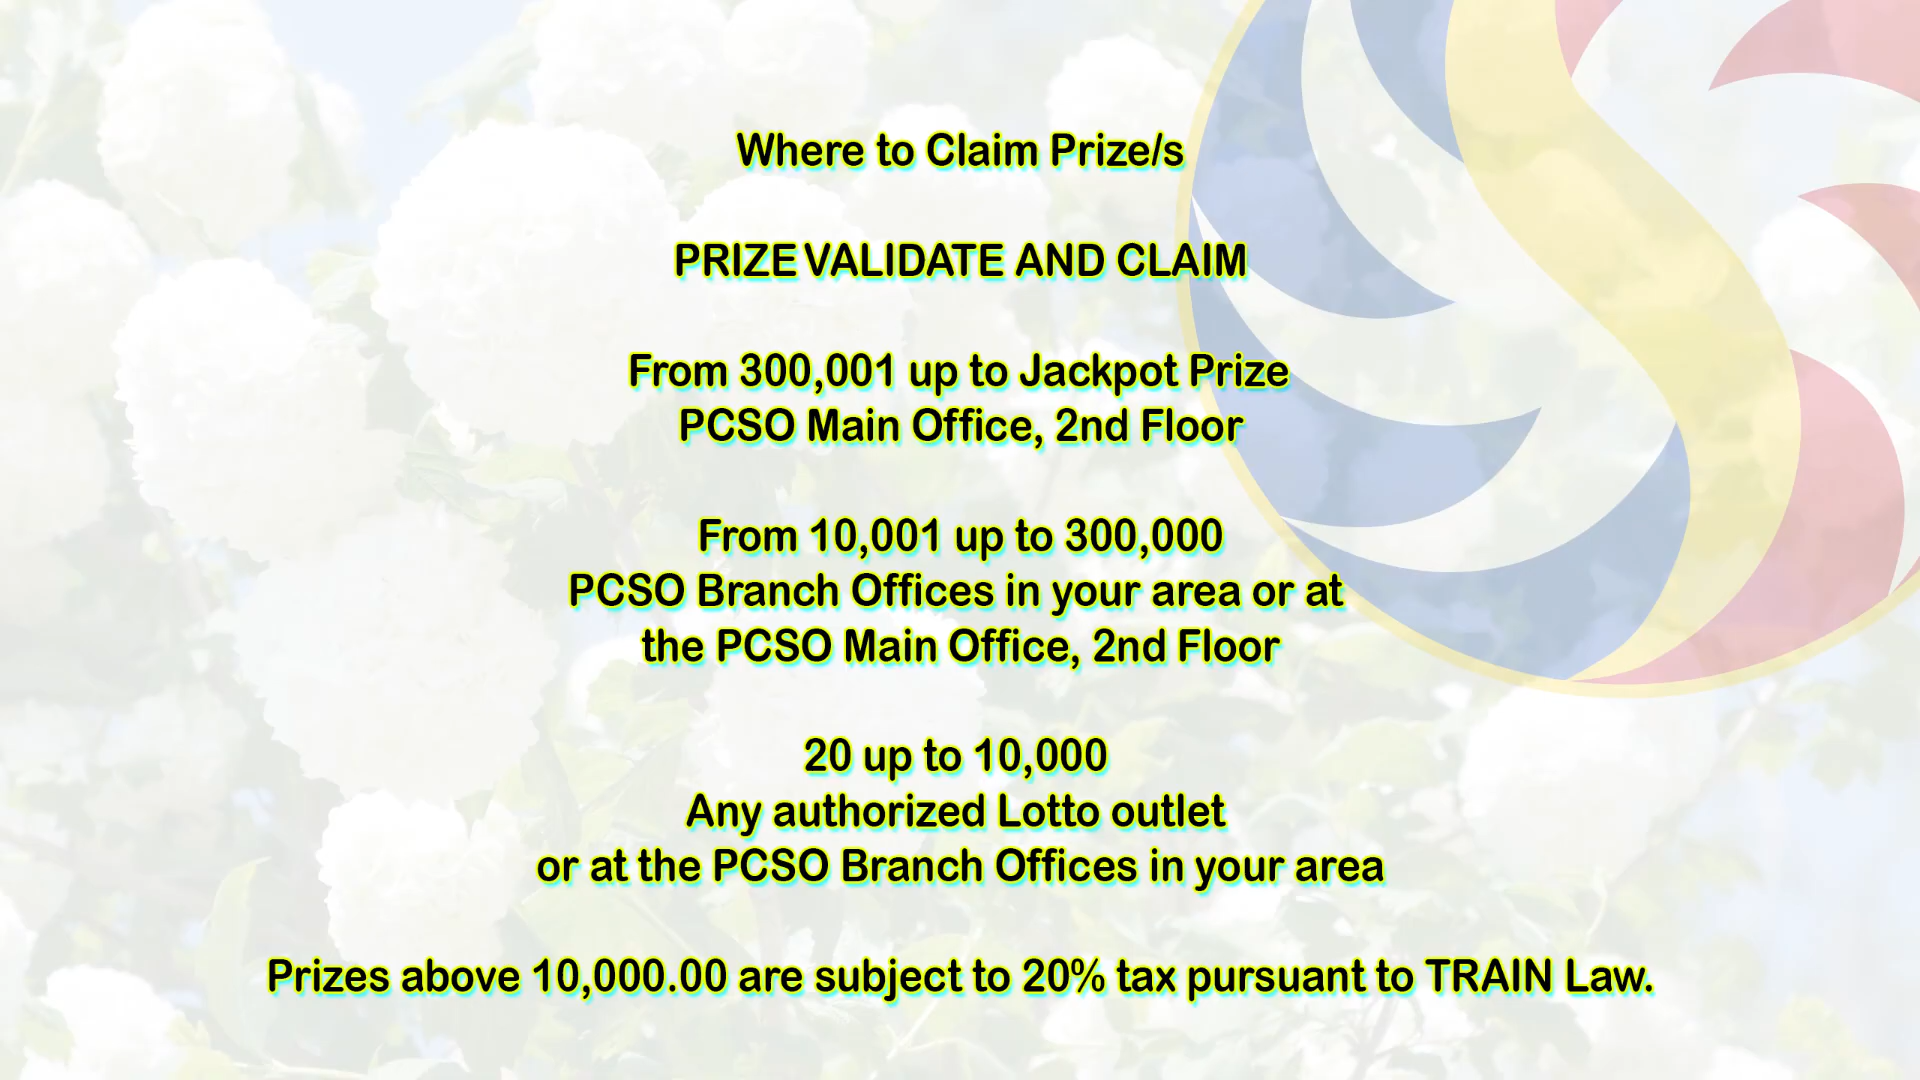 Where to Claim Prize/s
PRIZE VALIDATE AND CLAIM
From 300,001 up to Jackpot Prize
PCSO Main Office, 2nd Floor
From 10,001 up to 300,000
PCSO Branch Offices in your area or at
the PCSO Main Office, 2nd Floor
20 up to 10,000
Any authorized Lotto outlet
or at the PCSO Branch Offices in your area
Prizes above 10,000.00 are subject to 20% tax pursuant to TRAIN Law.